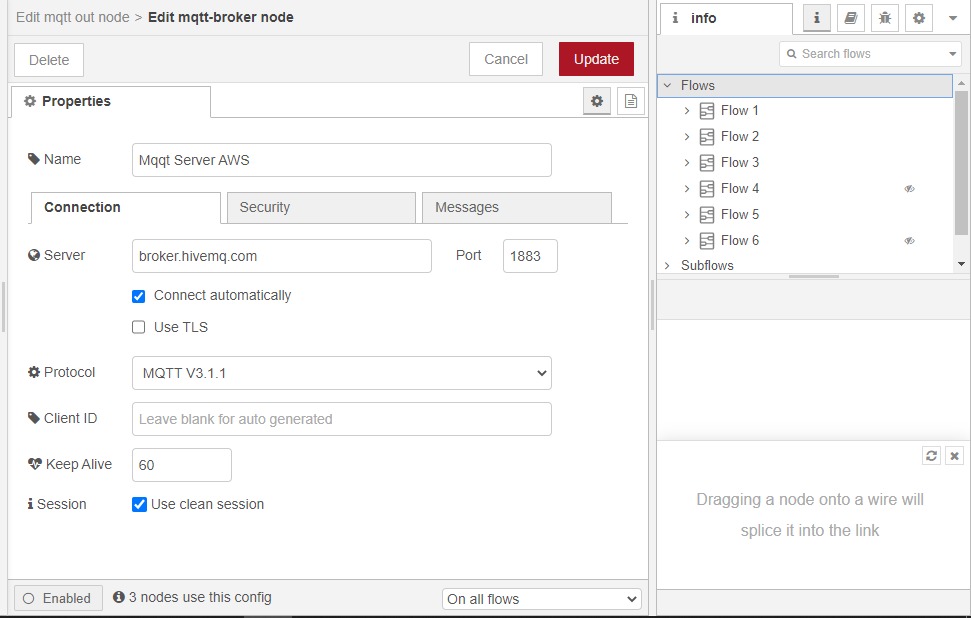 Edit mqtt out node > Edit mqtt-broker node
Delete
Cancel
Update
Properties
Name
Mqqt Server AWS
Connection
Security
Messages
Server
broker.hivemq.com
Port
1883
Connect automatically
Use TLS
Protocol
MQTT V3.1.1
Client ID
Leave blank for auto generated
Keep Alive
60
Session
Use clean session
Enabled
3 nodes use this config
On all flows
info
Search flows
Flows
Flow 1
Flow 2
Flow 3
Flow 4
Flow 5
Flow 6
Subflows
Dragging a node onto a wire will
splice it into the link